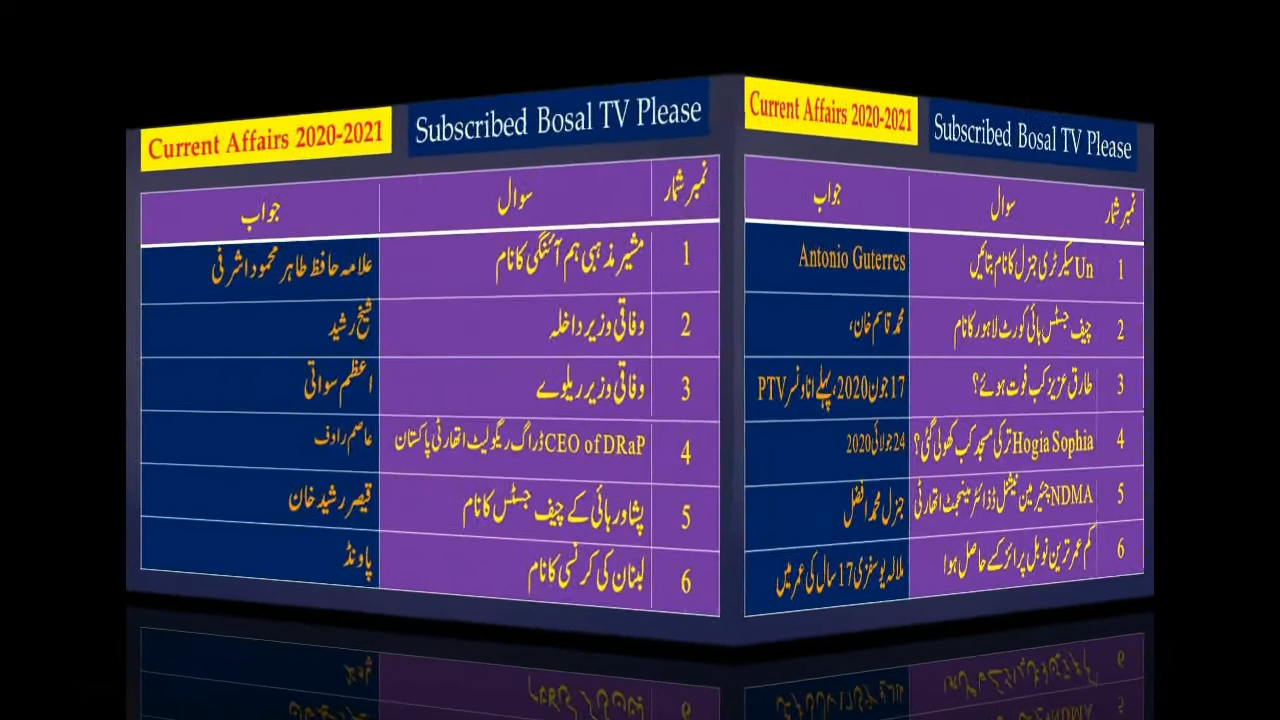 Current Affairs 2020-2021
Subscribed Bosal TV Please
نمبر شمار سوال جواب
1 مشیر مذہبی ہم آہنگی کا نام علامہ حافظ طاہر محمود اشرفی
2 وفاقی وزیر داخلہ شیخ رشید
3 وفاقی وزیر ریلوے اعظم سواتی
4 CEO of DRaP ڈراگ ریگولیٹ اتھارٹی پاکستان عاصم راوف
5 پشاور ہائی کے چیف جسٹس کا نام قیصر رشید خان
6 لبنان کی کرنسی کا نام پاونڈ
Current Affairs 2020-2021
Subscribed Bosal TV Please
نمبر شمار سوال جواب
1 Un سیکرٹری جنرل کا نام بتائیں Antonio Guterres
2 چیف جسٹس ہائی کورٹ لاہور کا نام محمد قاسم خان،
3 طارق عزیز کب فوت ہوئے؟ 17 جون 2020، پہلے اناونسر PTV
4 Hogia Sophia ترکی مسجد کب کھولی گئی؟ 24 جولائی 2020
5 NDMA چیئرمین نیشنل ڈذائسٹر مینجمٹ اتھارٹی جنرل محمد افضل
6 کم عمر ترین نوبل پرائز کے حاصل ہوا ملالہ یوسفزی 17 سال کی عمر میں